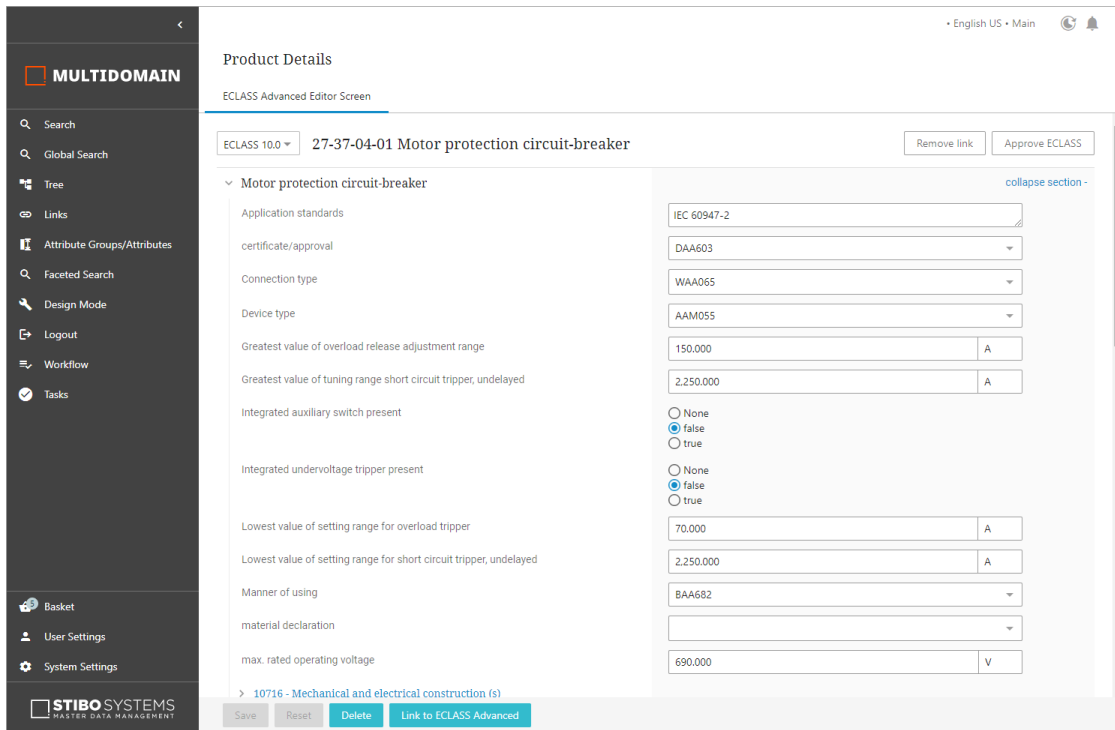 • English US • Main
MULTIDOMAIN
Search
Global Search
Tree
Links
Attribute Groups/Attributes
Faceted Search
Design Mode
Logout
Workflow
Tasks
5
Basket
User Settings
System Settings
STIBO SYSTEMS
MASTER DATA MANAGEMENT
Product Details
ECLASS Advanced Editor Screen
ECLASS 10.0 27-37-04-01 Motor protection circuit-breaker Remove link Approve ECLASS
Motor protection circuit-breaker collapse section -
Application standards IEC 60947-2
certificate/approval DAA603
Connection type WAA065
Device type AAM055
Greatest value of overload release adjustment range 150.000 A
Greatest value of tuning range short circuit tripper, undelayed 2,250.000 A
Integrated auxiliary switch present None
false
true
Integrated undervoltage tripper present None
false
true
Lowest value of setting range for overload tripper 70.000 A
Lowest value of setting range for short circuit tripper, undelayed 2,250.000 A
Manner of using BAA682
material declaration
max. rated operating voltage 690.000 V
10716 - Mechanical and electrical construction (s)
Save Reset Delete Link to ECLASS Advanced